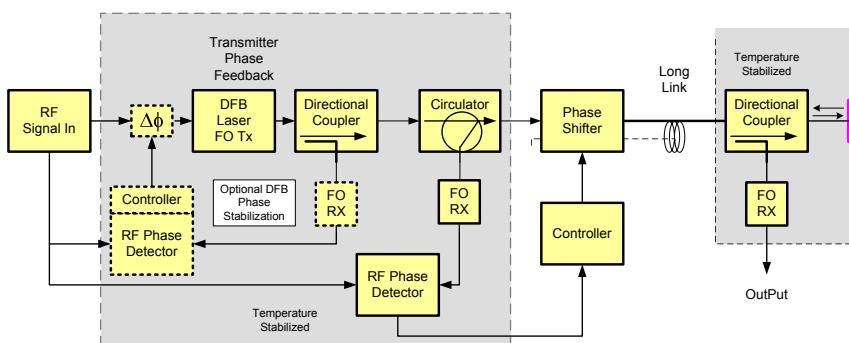 Transmitter
Phase
Feedback
RF
Signal In
Δϕ
DFB
Laser
FO Tx
Directional
Coupler
Circulator
Phase
Shifter
Long
Link
Temperature
Stabilized
Directional
Coupler
Controller
RF Phase
Detector
Optional DFB
Phase
Stabilization
FO
RX
FO
RX
Controller
FO
RX
RF Phase
Detector
Temperature
Stabilized
OutPut